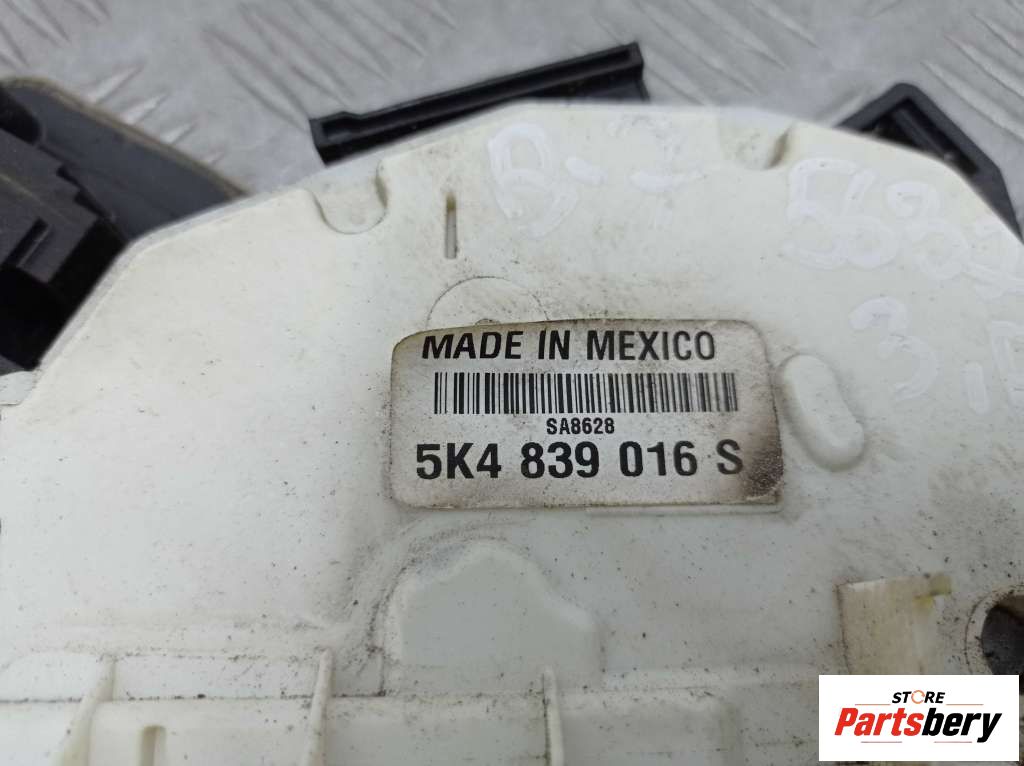 MADE IN MEXICO
SA8628
5K4 839 016 S
STORE
Partsbery